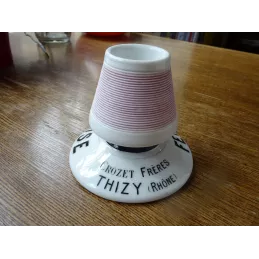 CROZET FRÈRES
THIZY (RHÔNE)